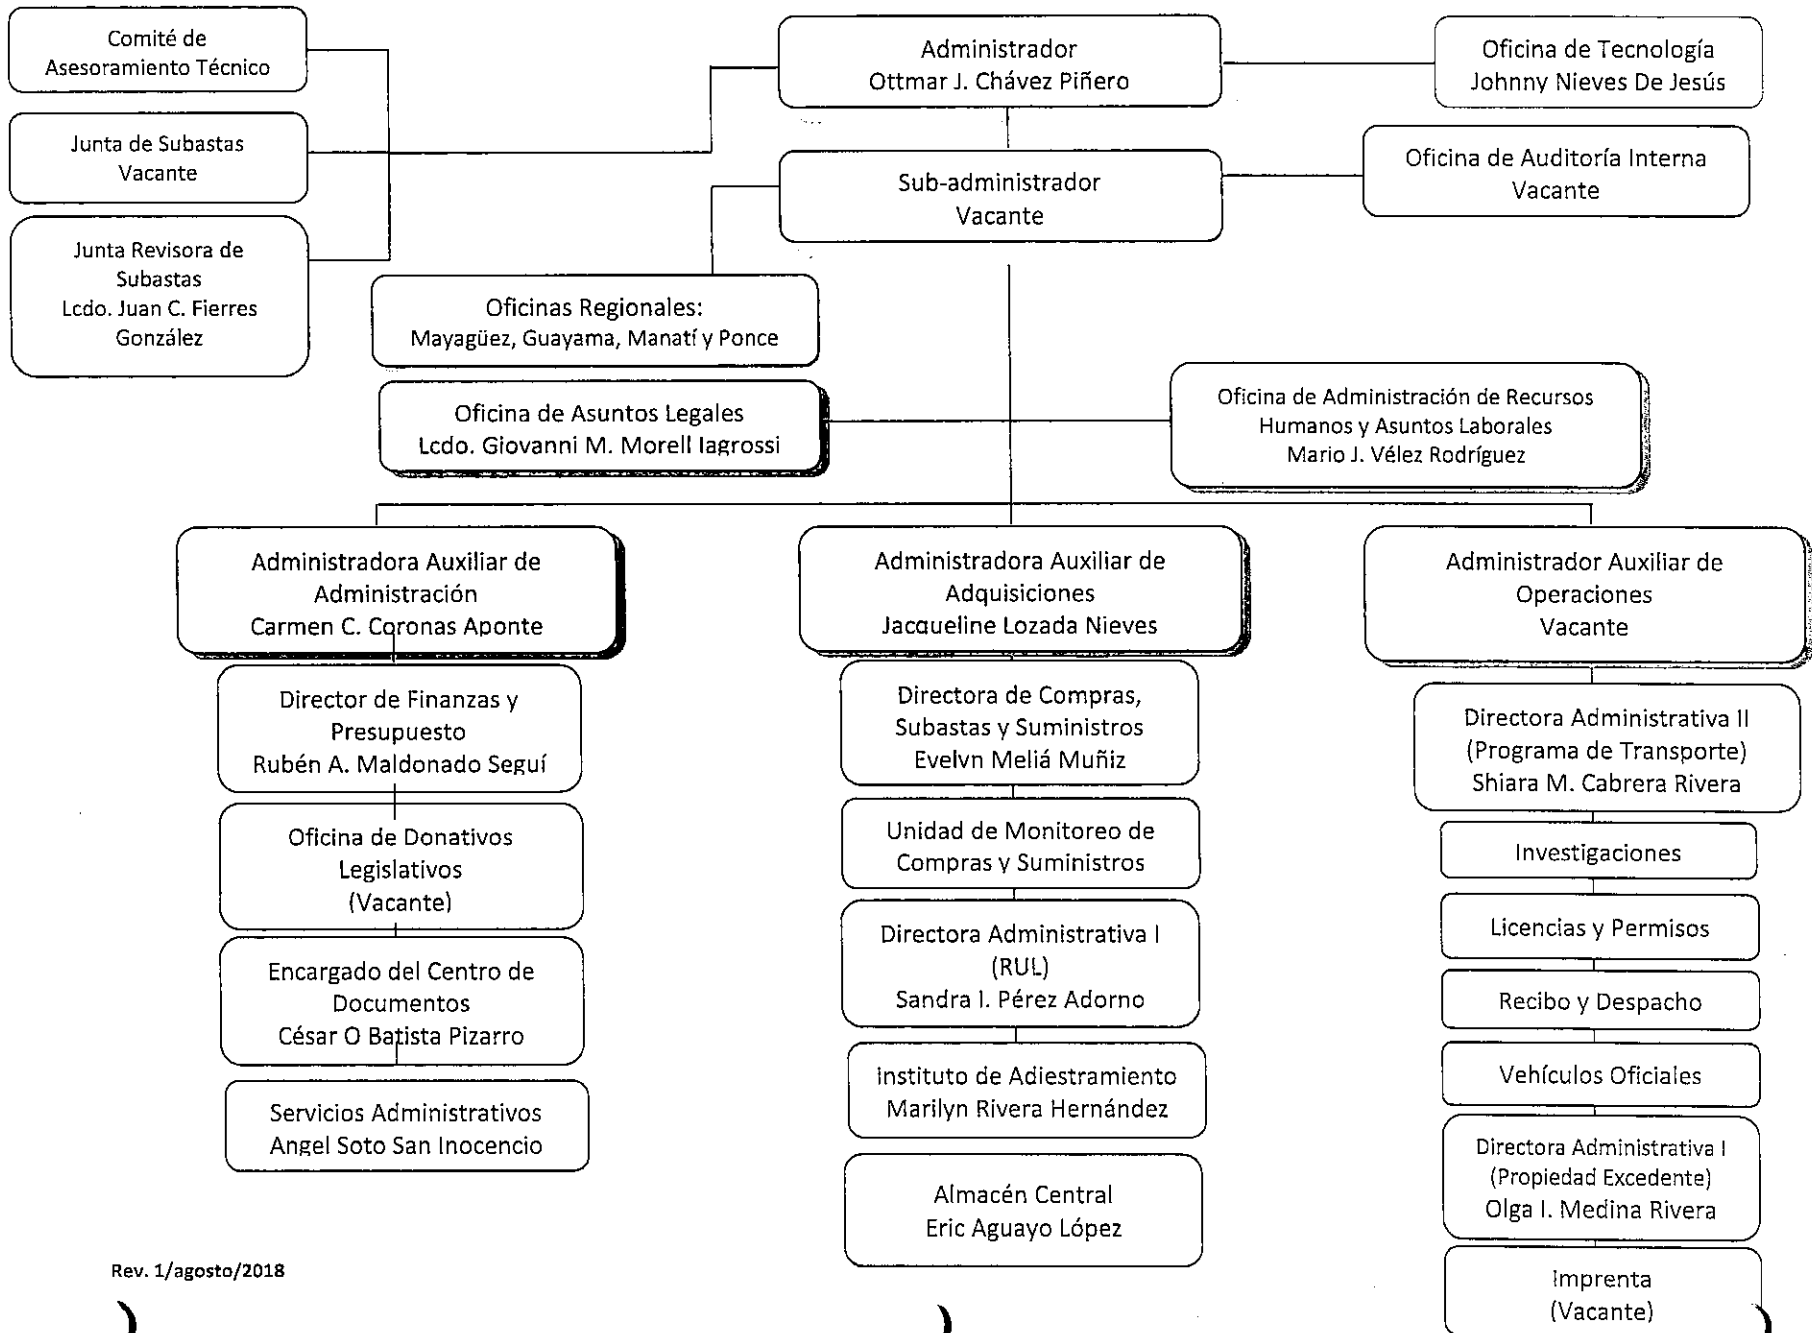 Comité de
Asesoramiento Técnico
Administrador
Ottmar J. Chávez Piñero
Oficina de Tecnología
Johnny Nieves De Jesús
Junta de Subastas
Vacante
Sub-administrador
Vacante
Oficina de Auditoría Interna
Vacante
Junta Revisora de
Subastas
Lcdo. Juan C. Fierres
González
Oficinas Regionales:
Mayagüez, Guayama, Manatí y Ponce
Oficina de Asuntos Legales
Lcdo. Giovanni M. Morell Iagrossi
Oficina de Administración de Recursos
Humanos y Asuntos Laborales
Mario J. Vélez Rodríguez
Administradora Auxiliar de
Administración
Carmen C. Coronas Aponte
Director de Finanzas y
Presupuesto
Rubén A. Maldonado Seguí
Oficina de Donativos
Legislativos
(Vacante)
Encargado del Centro de
Documentos
César O Batista Pizarro
Servicios Administrativos
Angel Soto San Inocencio
Administradora Auxiliar de
Adquisiciones
Jacqueline Lozada Nieves
Directora de Compras,
Subastas y Suministros
Evelyn Meliá Muñiz
Unidad de Monitoreo de
Compras y Suministros
Directora Administrativa I
(RUL)
Sandra I. Pérez Adorno
Instituto de Adiestramiento
Marilyn Rivera Hernández
Almacén Central
Eric Aguayo López
Administrador Auxiliar de
Operaciones
Vacante
Directora Administrativa II
(Programa de Transporte)
Shiara M. Cabrera Rivera
Investigaciones
Licencias y Permisos
Recibo y Despacho
Vehículos Oficiales
Directora Administrativa I
(Propiedad Excedente)
Olga I. Medina Rivera
Imprenta
(Vacante)
Rev. 1/agosto/2018